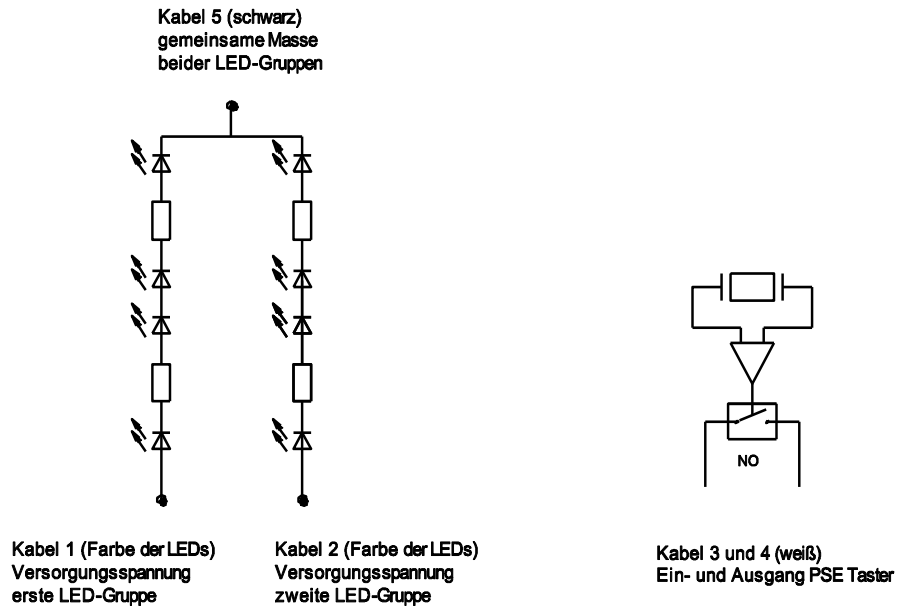 Kabel 5 (schwarz)
gemeinsame Masse
beider LED-Gruppen
NO
Kabel 1 (Farbe der LEDs)
Versorgungsspannung
erste LED-Gruppe
Kabel 2 (Farbe der LEDs)
Versorgungsspannung
zweite LED-Gruppe
Kabel 3 und 4 (weiß)
Ein- und Ausgang PSE Taster